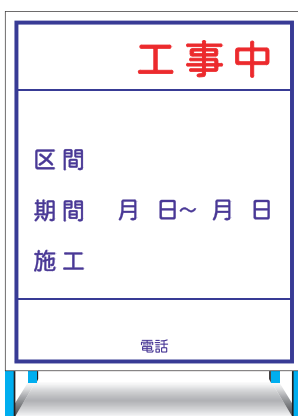 工事中
区間
期間 月 日~ 月 日
施工
電話